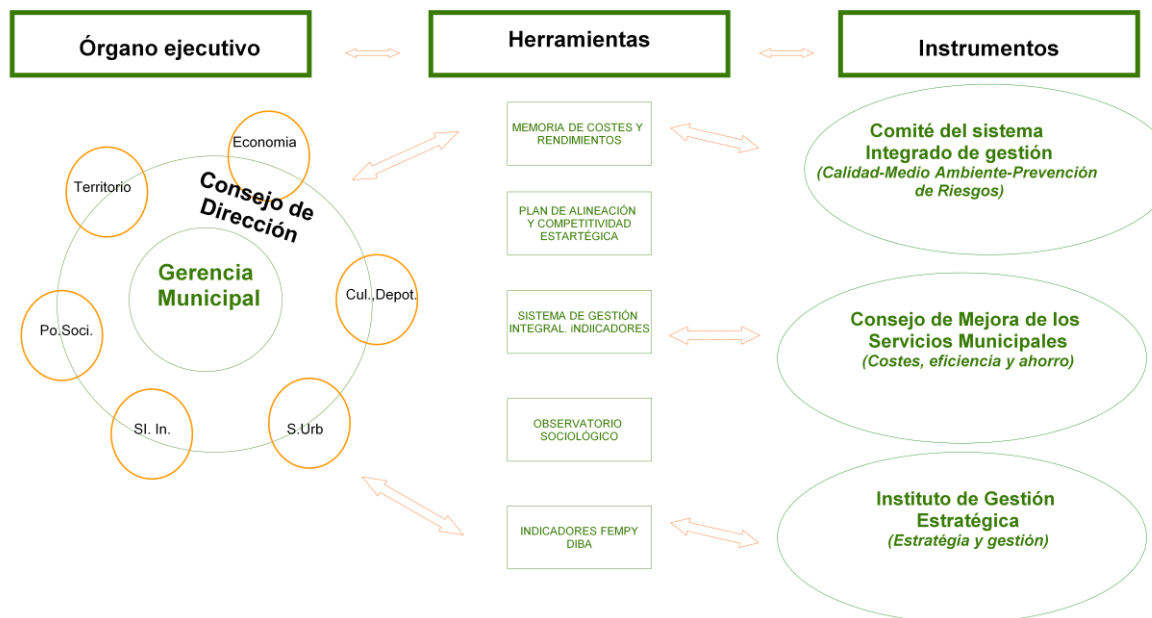 Órgano ejecutivo
Herramientas
Instrumentos
Economia
Territorio
Consejo de
Dirección
Gerencia
Municipal
Cul.,Depot.
Po.Soci.
SI. In.
S.Urb
MEMORIA DE COSTES Y
RENDIMIENTOS
PLAN DE ALINEACIÓN
Y COMPETITIVIDAD
ESTARTÉGICA
SISTEMA DE GESTIÓN
INTEGRAL. iNDIICADORES
OBSERVATORIO
SOCIOLÓGICO
INDICADORES FEMPY
DIBA
Comité del sistema
Integrado de gestión
(Calidad-Medio Ambiente-Prevención
de Riesgos)
Consejo de Mejora de los
Servicios Municipales
(Costes, eficiencia y ahorro)
Instituto de Gestión
Estratégica
(Estratégia y gestión)